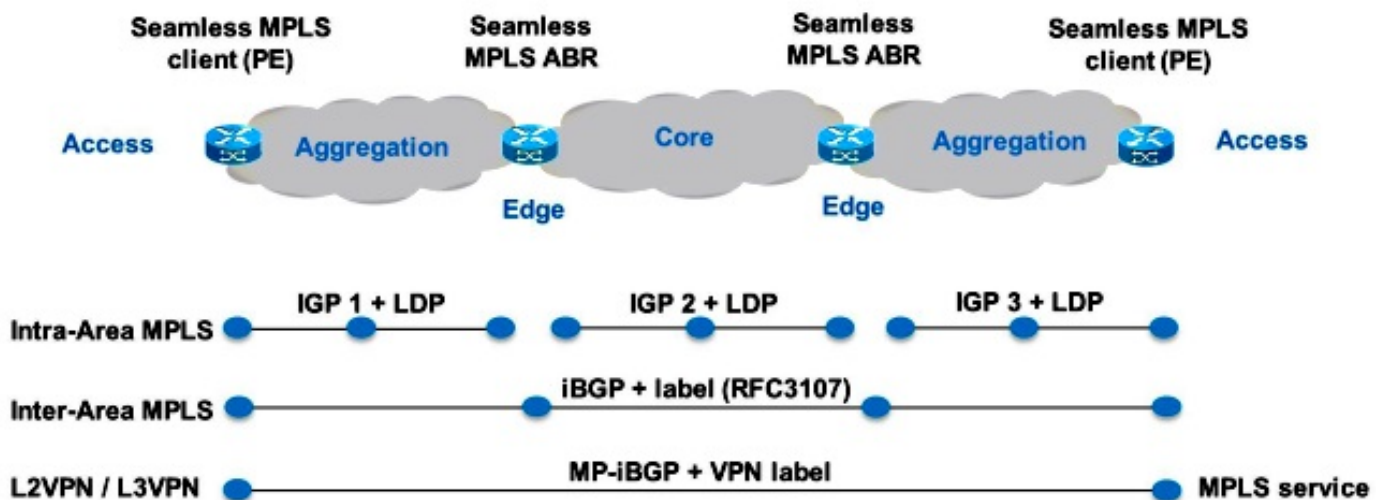 Seamless MPLS
client (PE)
Seamless
MPLS ABR
Seamless
MPLS ABR
Seamless MPLS
client (PE)
Access
Aggregation
Core
Aggregation
Access
Edge
Edge
IGP 1 + LDP
IGP 2 + LDP
IGP 3 + LDP
Intra-Area MPLS
iBGP + label (RFC3107)
Inter-Area MPLS
MP-iBGP + VPN label
L2VPN / L3VPN
MPLS service